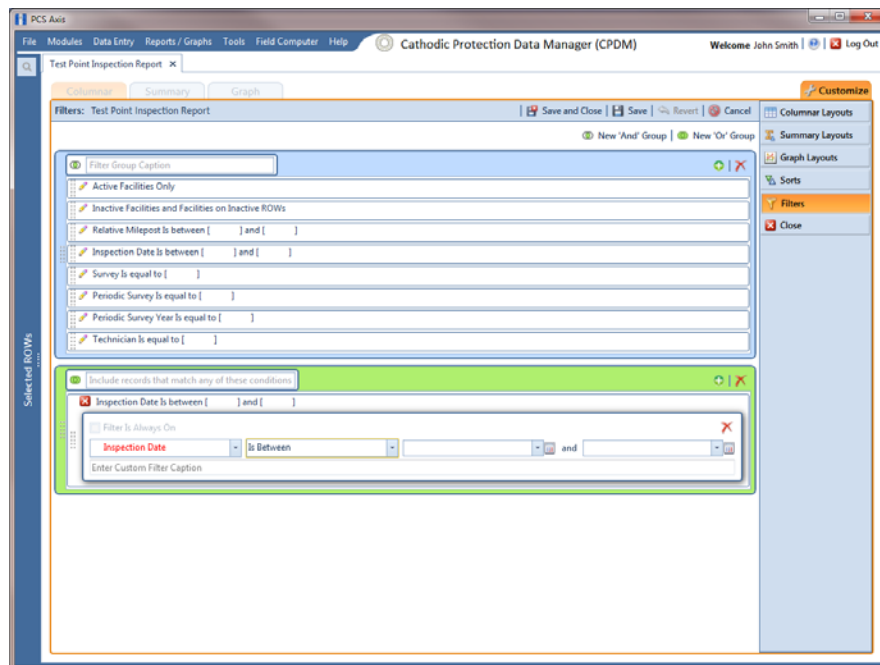 PCS Axis
File Modules Data Entry Reports / Graphs Tools Field Computer Help
Cathodic Protection Data Manager (CPDM)
Welcome John Smith | Log Out
Test Point Inspection Report
Columnar Summary Graph
Customize
Filters: Test Point Inspection Report
Save and Close | Save | Revert | Cancel
New 'And' Group | New 'Or' Group
Filter Group Caption
Active Facilities Only
Inactive Facilities and Facilities on Inactive ROWs
Relative Milepost Is between [ ] and [ ]
Inspection Date Is between [ ] and [ ]
Survey Is equal to [ ]
Periodic Survey Is equal to [ ]
Periodic Survey Year Is equal to [ ]
Technician Is equal to [ ]
Include records that match any of these conditions
Inspection Date Is between [ ] and [ ]
Filter Is Always On
Inspection Date Is Between and
Enter Custom Filter Caption
Columnar Layouts
Summary Layouts
Graph Layouts
Sorts
Filters
Close
Selected ROWs